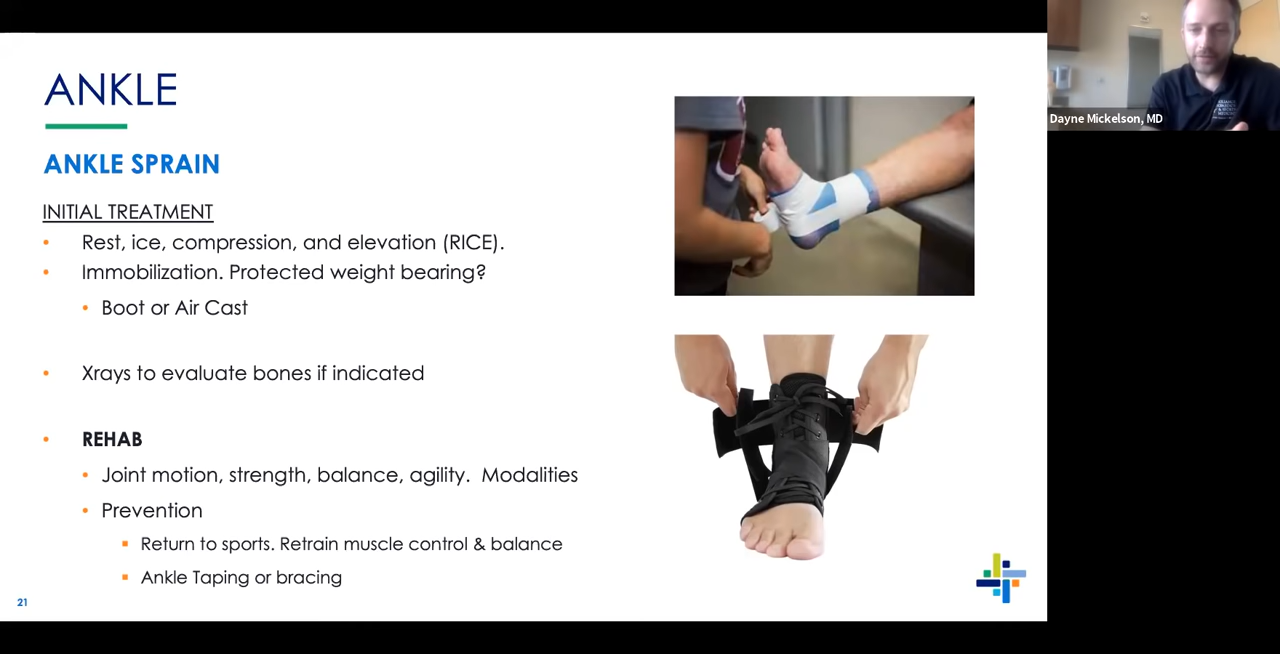 ANKLE
ANKLE SPRAIN
INITIAL TREATMENT
• Rest, ice, compression, and elevation (RICE).
• Immobilization. Protected weight bearing?
• Boot or Air Cast
• Xrays to evaluate bones if indicated
• REHAB
• Joint motion, strength, balance, agility.  Modalities
• Prevention
▪ Return to sports. Retrain muscle control & balance
▪ Ankle Taping or bracing
21
Dayne Mickelson, MD